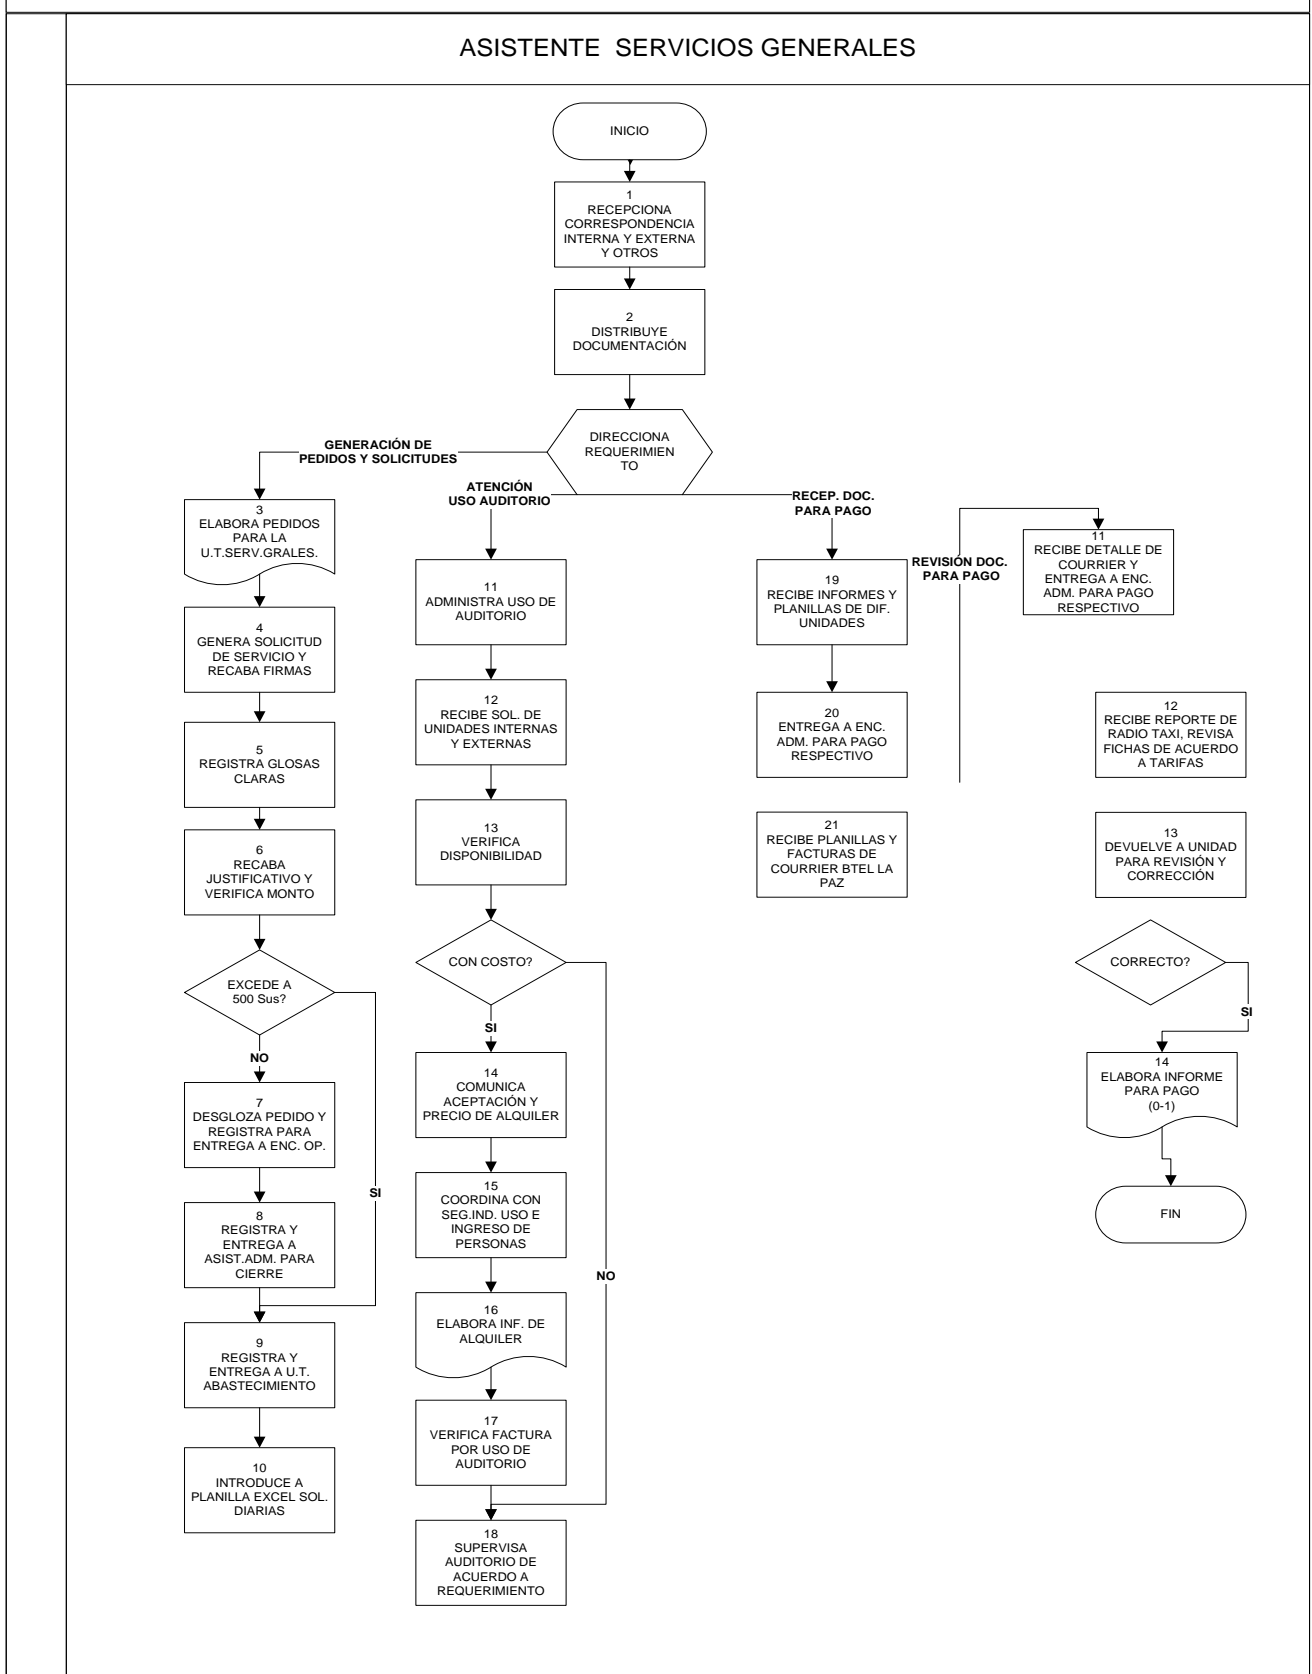 ASISTENTE  SERVICIOS GENERALES
INICIO
1
RECEPCIONA
CORRESPONDENCIA
INTERNA Y EXTERNA
Y OTROS
2
DISTRIBUYE
DOCUMENTACIÓN
DIRECCIONA
REQUERIMIEN
TO
GENERACIÓN DE
PEDIDOS Y SOLICITUDES
3
ELABORA PEDIDOS
PARA LA
U.T.SERV.GRALES.
4
GENERA SOLICITUD
DE SERVICIO Y
RECABA FIRMAS
5
REGISTRA GLOSAS
CLARAS
6
RECABA
JUSTIFICATIVO Y
VERIFICA MONTO
EXCEDE A
500 Sus?
NO
SI
7
DESGLOZA PEDIDO Y
REGISTRA PARA
ENTREGA A ENC. OP.
8
REGISTRA Y
ENTREGA A
ASIST.ADM. PARA
CIERRE
9
REGISTRA Y
ENTREGA A U.T.
ABASTECIMIENTO
10
INTRODUCE A
PLANILLA EXCEL SOL.
DIARIAS
ATENCIÓN
USO AUDITORIO
11
ADMINISTRA USO DE
AUDITORIO
12
RECIBE SOL. DE
UNIDADES INTERNAS
Y EXTERNAS
13
VERIFICA
DISPONIBILIDAD
CON COSTO?
SI
NO
14
COMUNICA
ACEPTACIÓN Y
PRECIO DE ALQUILER
15
COORDINA CON
SEG.IND. USO E
INGRESO DE
PERSONAS
16
ELABORA INF. DE
ALQUILER
17
VERIFICA FACTURA
POR USO DE
AUDITORIO
18
SUPERVISA
AUDITORIO DE
ACUERDO A
REQUERIMIENTO
RECEP. DOC.
PARA PAGO
19
RECIBE INFORMES Y
PLANILLAS DE DIF.
UNIDADES
20
ENTREGA A ENC.
ADM. PARA PAGO
RESPECTIVO
21
RECIBE PLANILLAS Y
FACTURAS DE
COURRIER BTEL LA
PAZ
REVISIÓN DOC.
PARA PAGO
11
RECIBE DETALLE DE
COURRIER Y
ENTREGA A ENC.
ADM. PARA PAGO
RESPECTIVO
12
RECIBE REPORTE DE
RADIO TAXI, REVISA
FICHAS DE ACUERDO
A TARIFAS
13
DEVUELVE A UNIDAD
PARA REVISIÓN Y
CORRECCIÓN
CORRECTO?
SI
14
ELABORA INFORME
PARA PAGO
(0-1)
FIN